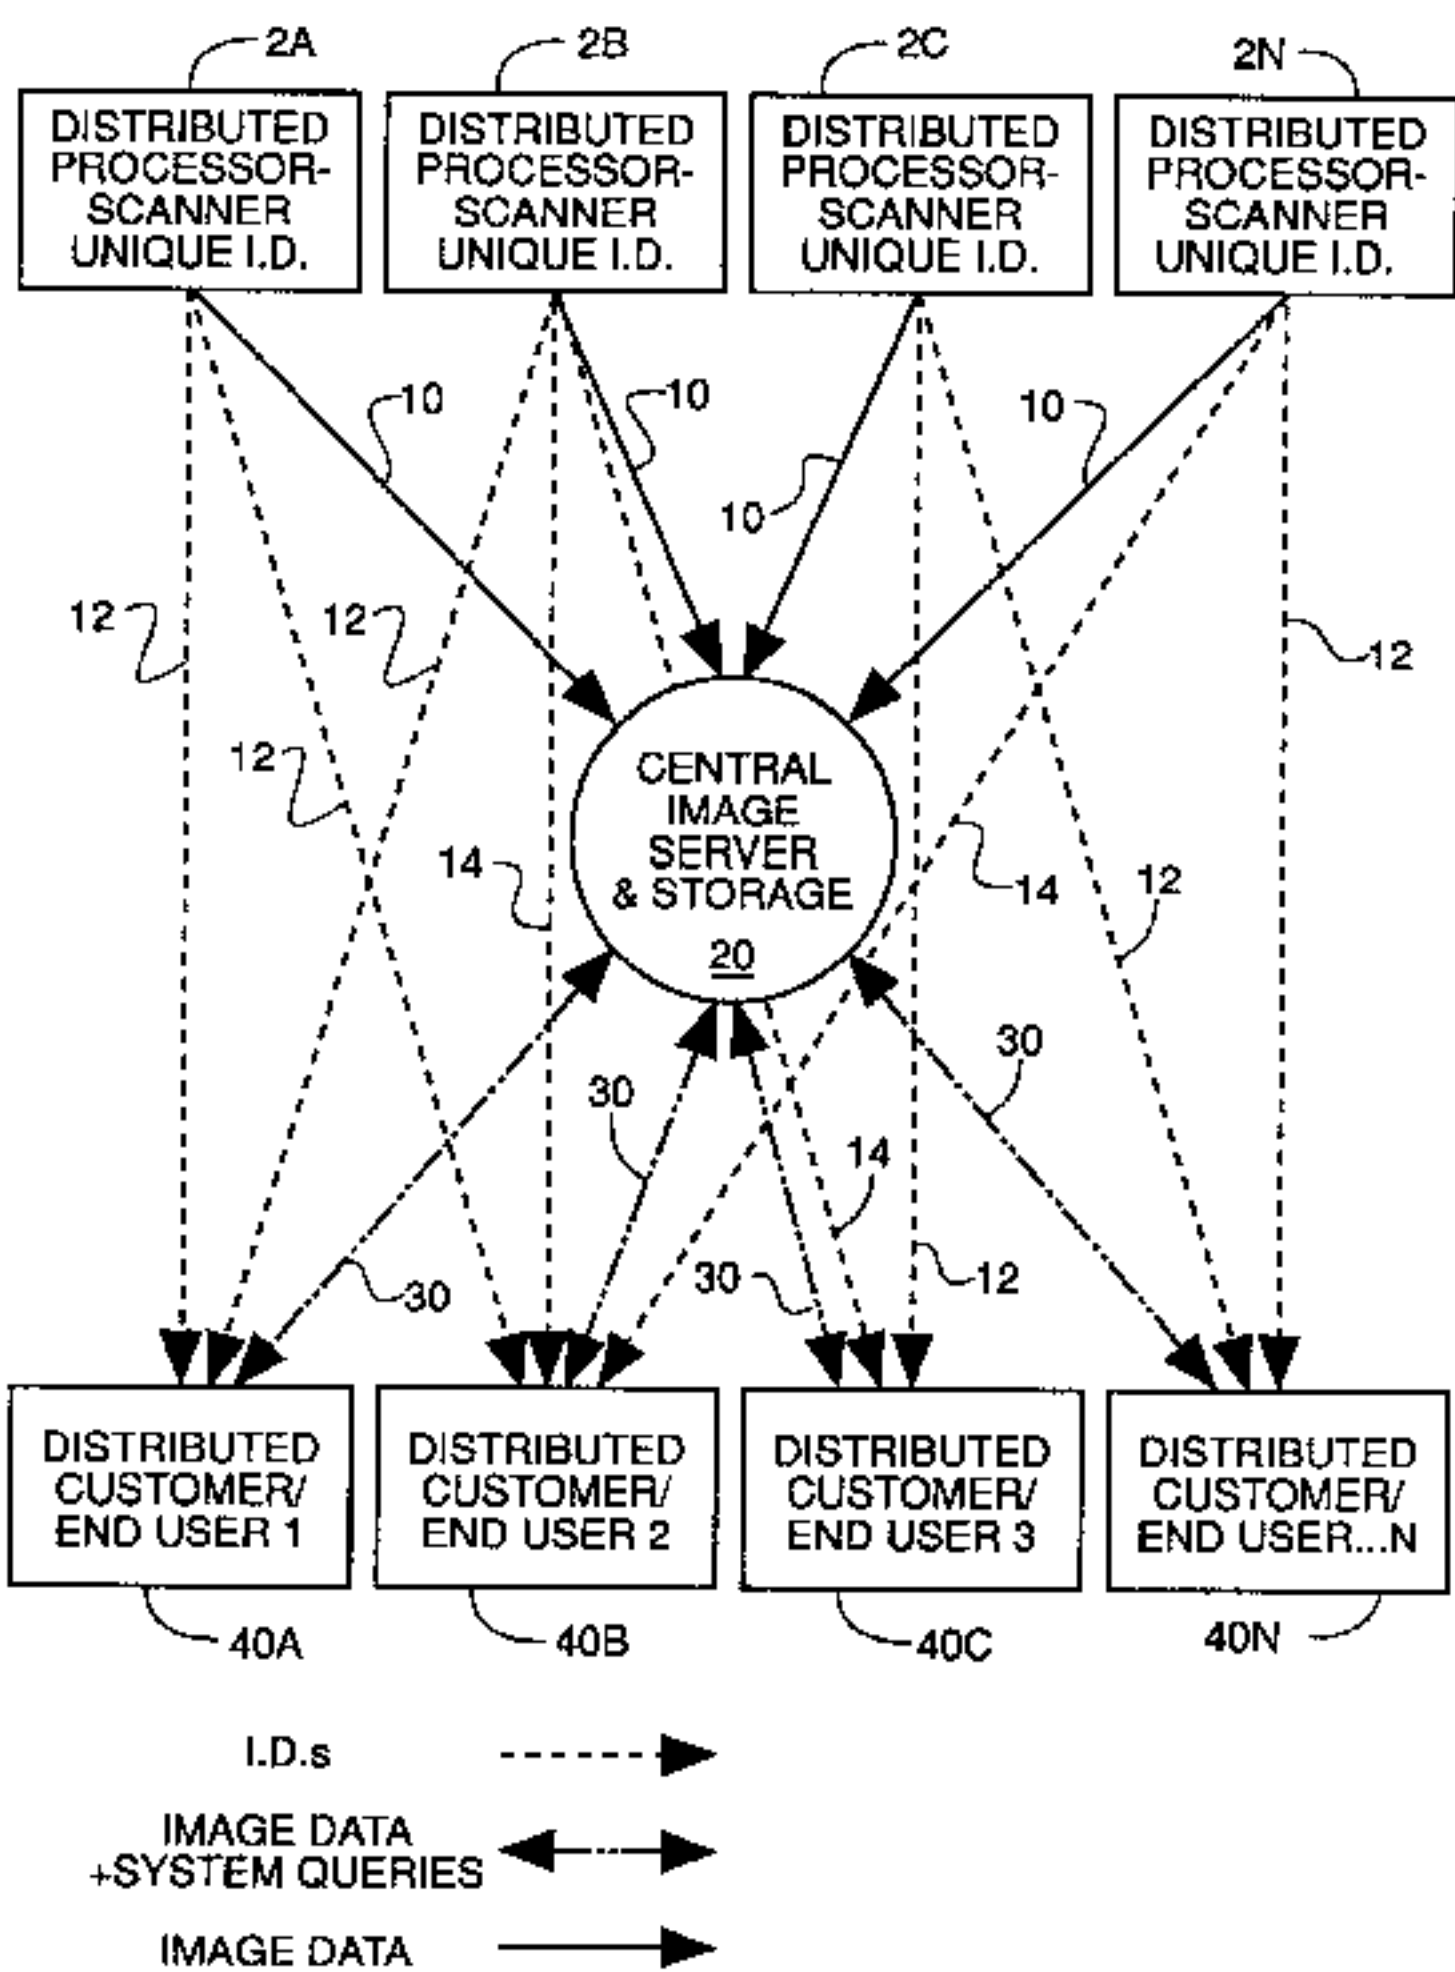 2A
2B
2C
2N
DISTRIBUTED
PROCESSOR-
SCANNER
UNIQUE I.D.
DISTRIBUTED
PROCESSOR-
SCANNER
UNIQUE I.D.
DISTRIBUTED
PROCESSOR-
SCANNER
UNIQUE I.D.
DISTRIBUTED
PROCESSOR-
SCANNER
UNIQUE I.D.
10
10
10
10
12
12
12
12
CENTRAL
IMAGE
SERVER
& STORAGE
20
14
14
12
30
30
14
30
30
12
DISTRIBUTED
CUSTOMER/
END USER 1
DISTRIBUTED
CUSTOMER/
END USER 2
DISTRIBUTED
CUSTOMER/
END USER 3
DISTRIBUTED
CUSTOMER/
END USER...N
40A
40B
40C
40N
I.D.s
IMAGE DATA
+SYSTEM QUERIES
IMAGE DATA